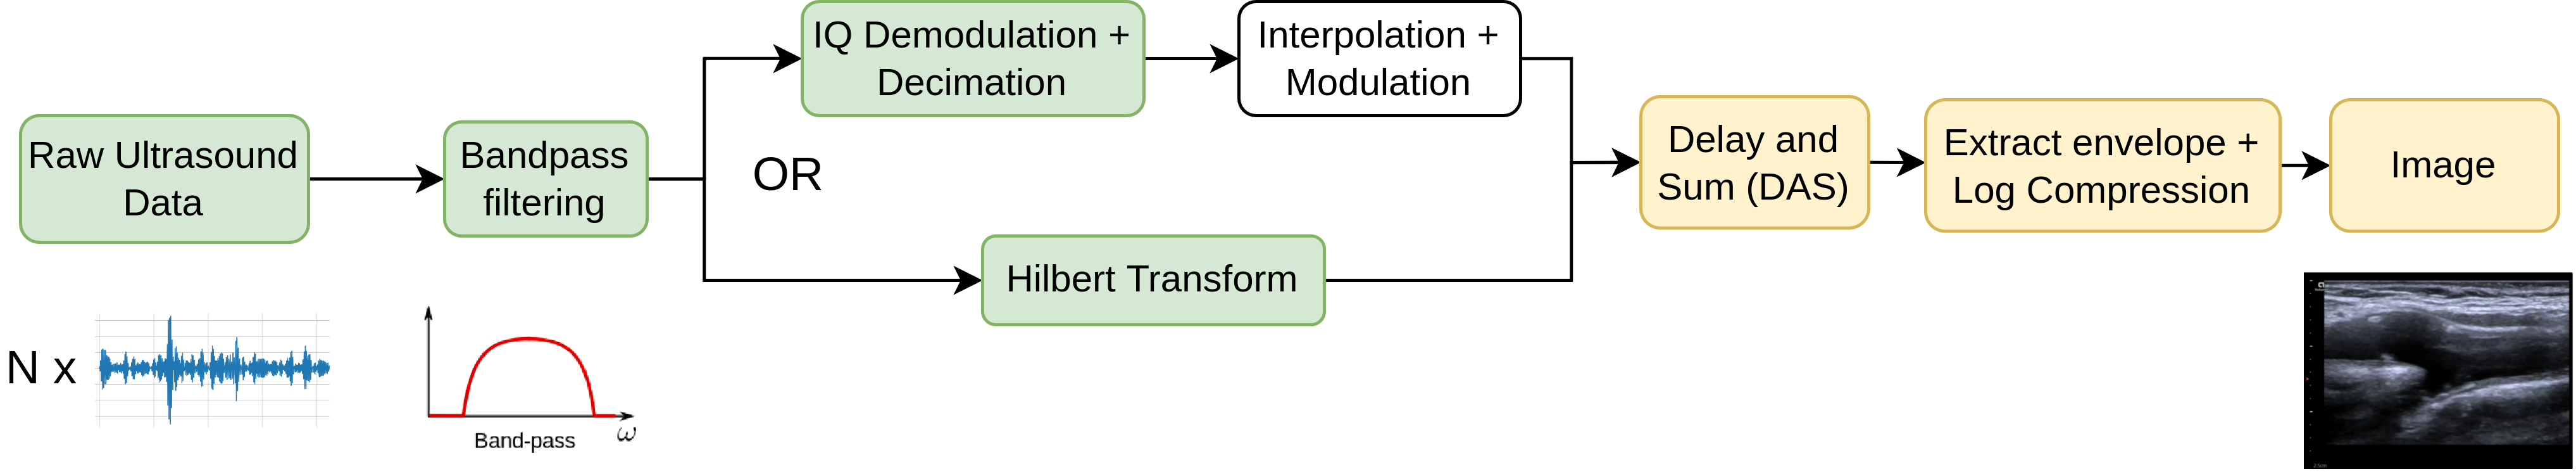 Raw Ultrasound
Data
Bandpass
filtering
IQ Demodulation +
Decimation
Interpolation +
Modulation
OR
Hilbert Transform
Delay and
Sum (DAS)
Extract envelope +
Log Compression
Image
N x
Band-pass
ω